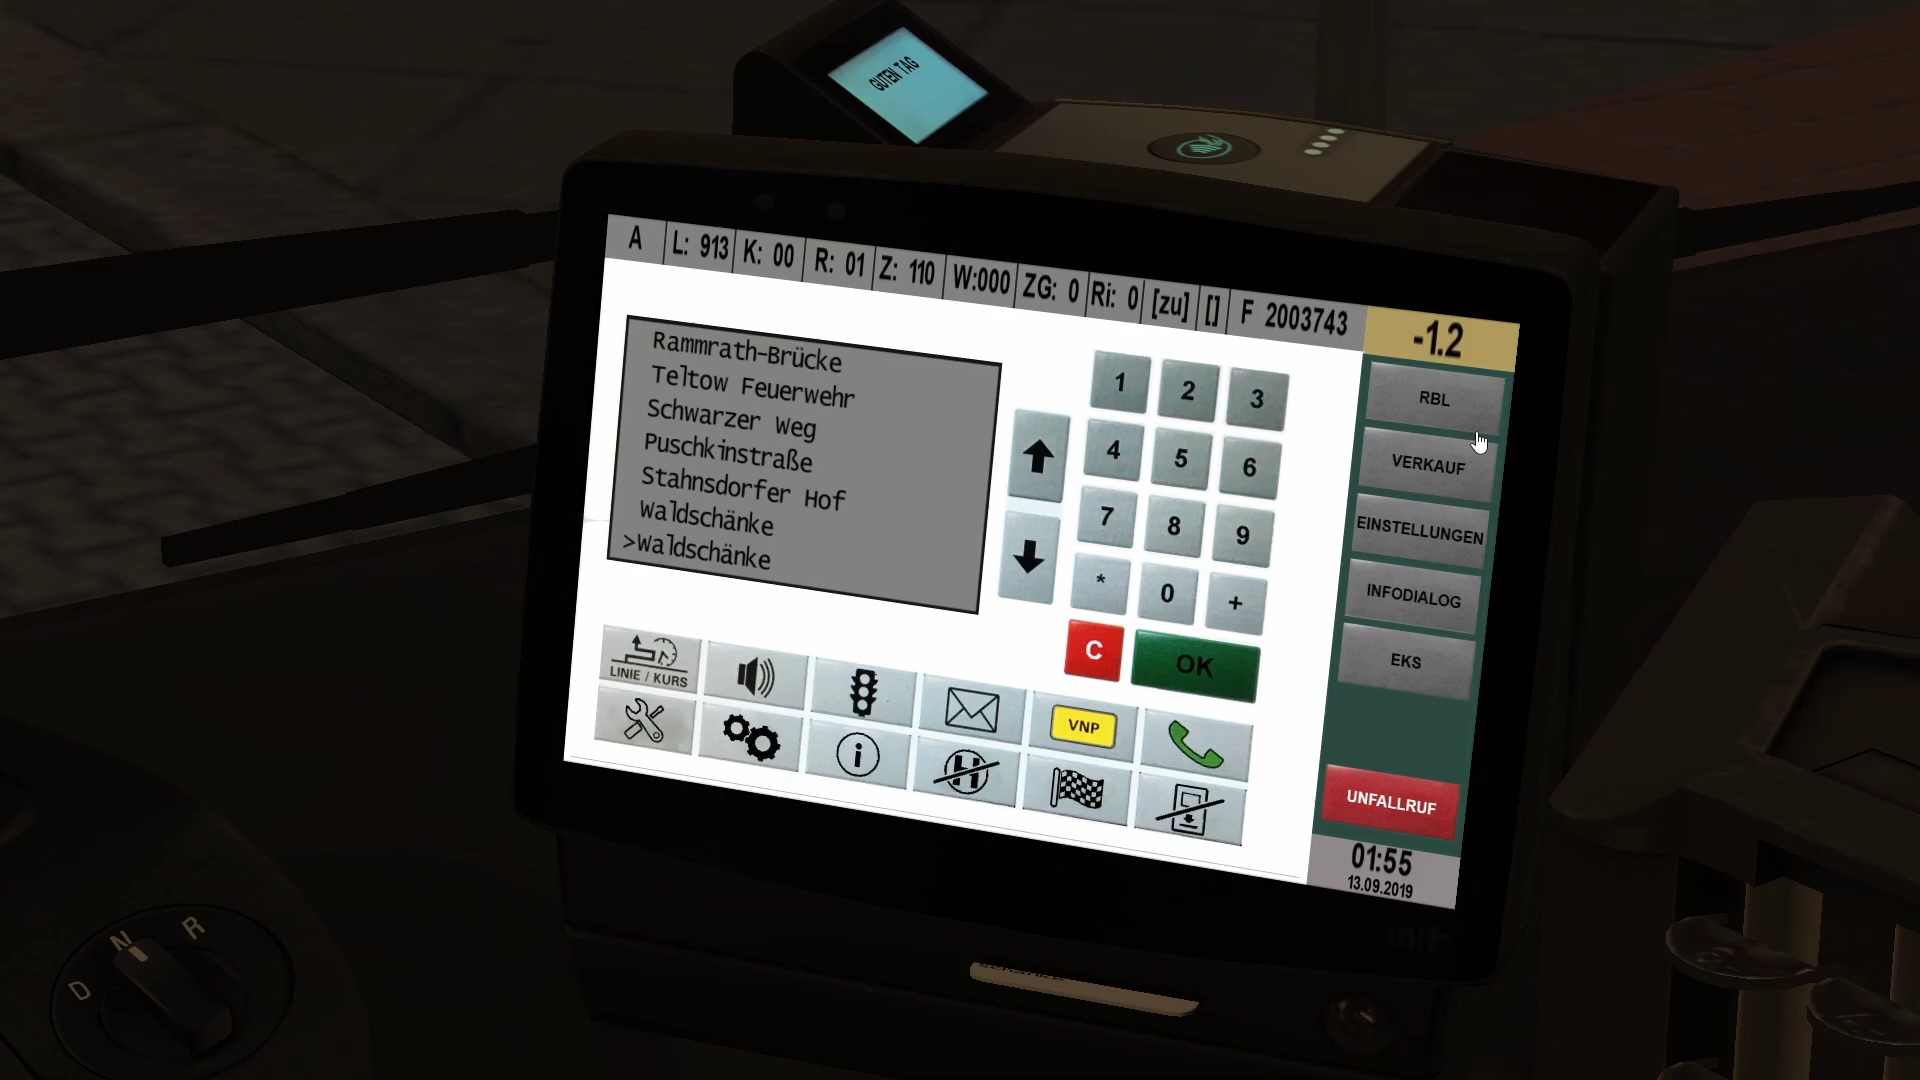 GUTEN TAG
A L: 913 K: 00 R: 01 Z: 110 W:000 ZG: 0 Ri: 0 [zu] [] F 2003743 -1.2
Rammrath-Brücke
Teltow Feuerwehr
Schwarzer Weg
Puschkinstraße
Stahnsdorfer Hof
Waldschänke
>Waldschänke
1 2 3
4 5 6
7 8 9
* 0 +
C OK
RBL
VERKAUF
EINSTELLUNGEN
INFODIALOG
EKS
UNFALLRUF
01:55
13.09.2019
LINIE / KURS
VNP
i H
init
D N R